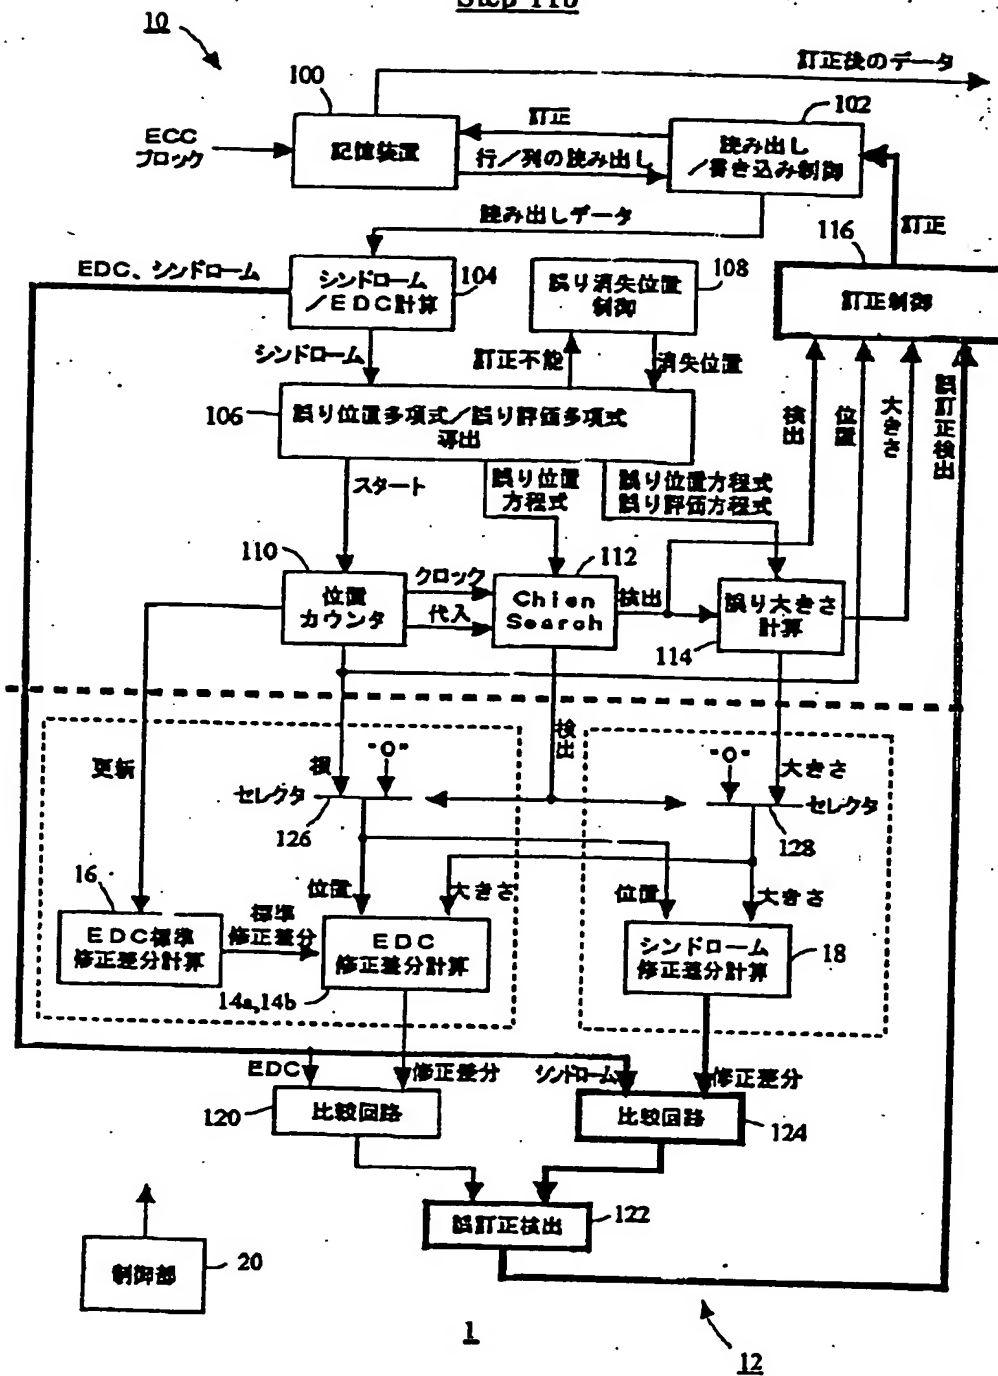 Step 116
10
訂正後のデータ
100
102
ECC
ブロック
記憶装置
訂正
行/列の読み出し
読み出し
/書き込み制御
読み出しデータ
116
訂正
EDC、シンドローム
シンドローム
/EDC計算
104
誤り消失位置
制御
108
訂正制御
シンドローム
訂正不能
消失位置
106
誤り位置多項式/誤り評価多項式
導出
検出
位置
大きさ
誤訂正検出
スタート
誤り位置
方程式
誤り位置方程式
誤り評価方程式
110
112
位置
カウンタ
クロック
代入
Chien
Search
検出
誤り大きさ
計算
114
更新
根
"0"
検出
"0"
大きさ
セレクタ
126
セレクタ
128
16
位置
大きさ
位置
大きさ
EDC標準
修正差分計算
標準
修正差分
EDC
修正差分計算
シンドローム
修正差分計算
18
14a,14b
EDC
修正差分
シンドローム
修正差分
120
比較回路
比較回路
124
誤訂正検出
122
制御部
20
1
12